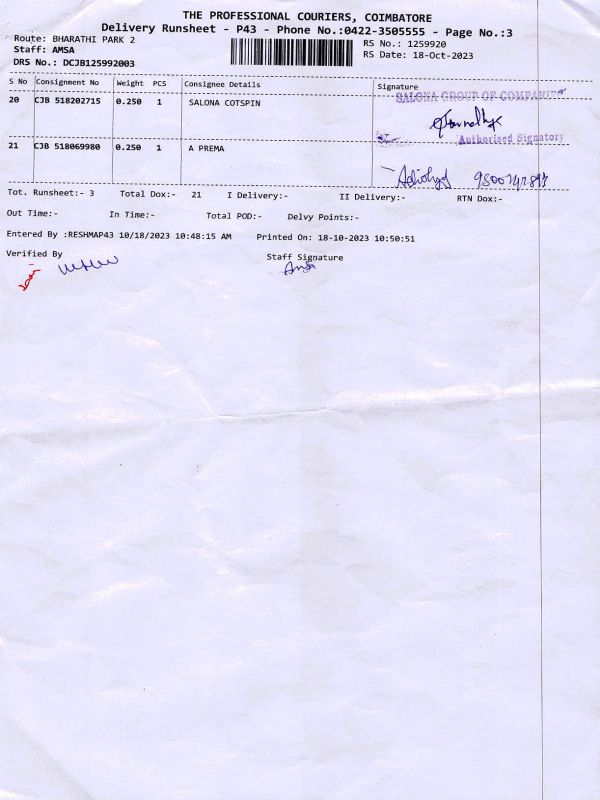 THE PROFESSIONAL COURIERS, COIMBATORE
Delivery Runsheet - P43 - Phone No.:0422-3505555 - Page No.:3
Route: BHARATHI PARK 2
RS No.: 1259920
Staff: AMSA
RS Date: 18-Oct-2023
DRS No.: DCJB125992003
S No Consignment No Weight PCS Consignee Details Signature
20 CJB 518202715 0.250 1 SALONA COTSPIN
SALONA GROUP OF COMPANIES
Authorised Signatory
21 CJB 518069980 0.250 1 A PREMA
Tot. Runsheet:- 3 Total Dox:- 21 I Delivery:- II Delivery:- RTN Dox:-
Out Time:- In Time:- Total POD:- Delvy Points:-
Entered By :RESHMAP43 10/18/2023 10:48:15 AM Printed On: 18-10-2023 10:50:51
Verified By Staff Signature
Amsa